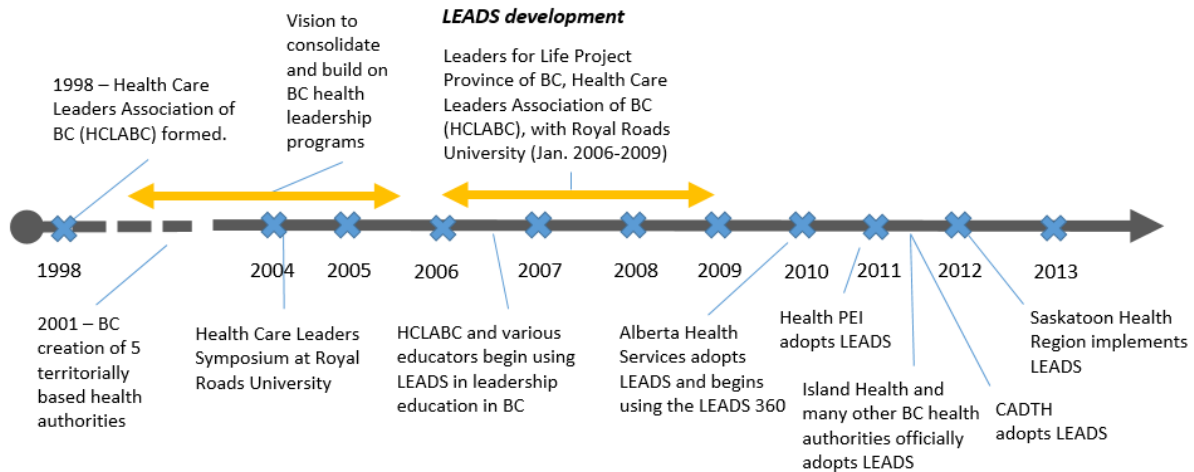 LEADS development
Vision to
consolidate
and build on
BC health
leadership
programs
Leaders for Life Project
Province of BC, Health Care
Leaders Association of BC
(HCLABC), with Royal Roads
University (Jan. 2006-2009)
1998 – Health Care
Leaders Association of
BC (HCLABC) formed.
1998
2004
2005
2006
2007
2008
2009
2010
2011
2012
2013
2001 – BC
creation of 5
territorially
based health
authorities
Health Care Leaders
Symposium at Royal
Roads University
HCLABC and various
educators begin using
LEADS in leadership
education in BC
Alberta Health
Services adopts
LEADS and begins
using the LEADS 360
Health PEI
adopts LEADS
Island Health and
many other BC health
authorities officially
adopts LEADS
CADTH
adopts LEADS
Saskatoon Health
Region implements
LEADS